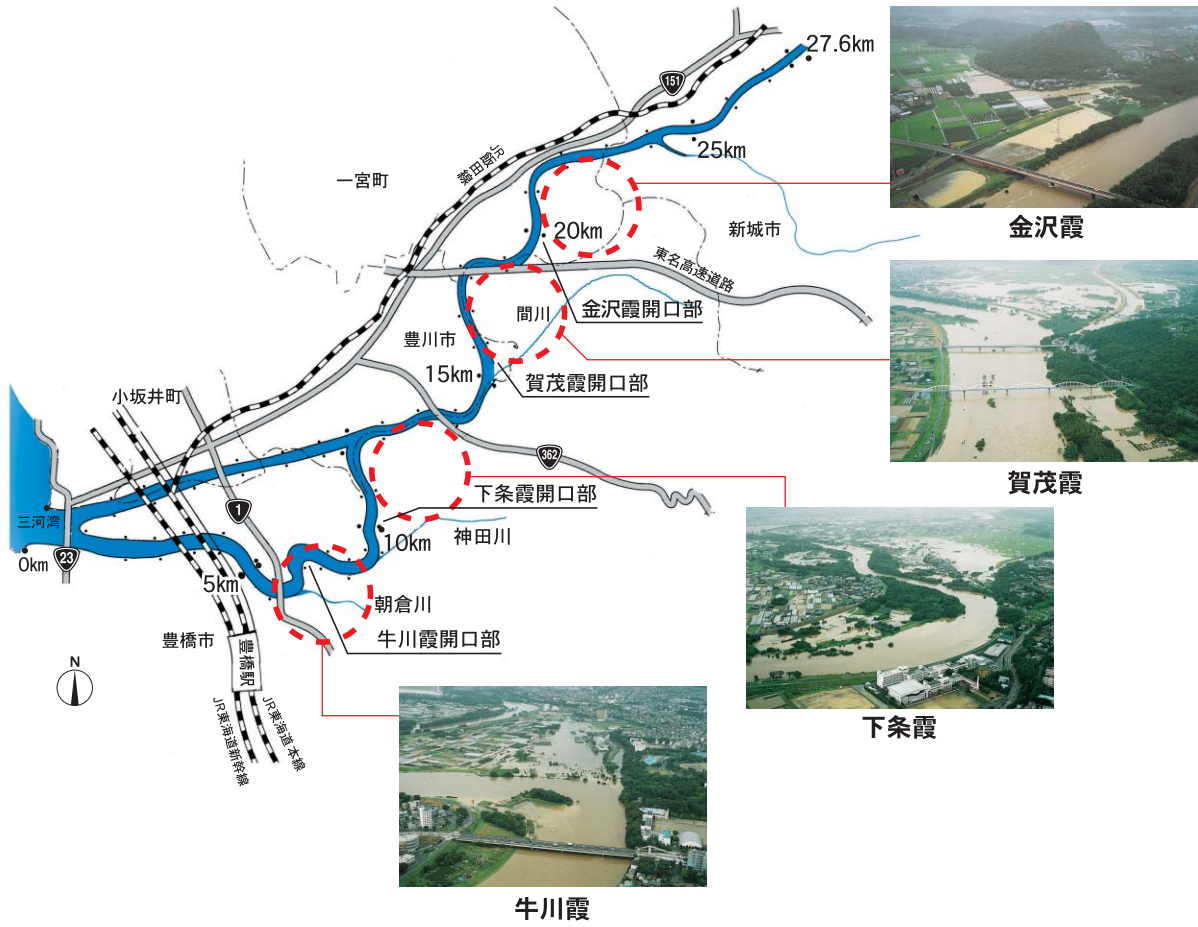 27.6km
151
JR飯田線
25km
一宮町
20km
新城市
金沢霞
東名高速道路
間川
金沢霞開口部
豊川市
賀茂霞開口部
15km
小坂井町
賀茂霞
362
下条霞開口部
1
三河湾
10km
神田川
0km
23
5km
朝倉川
豊橋市
牛川霞開口部
N
豊橋駅
JR東海道新幹線
JR東海道本線
下条霞
牛川霞